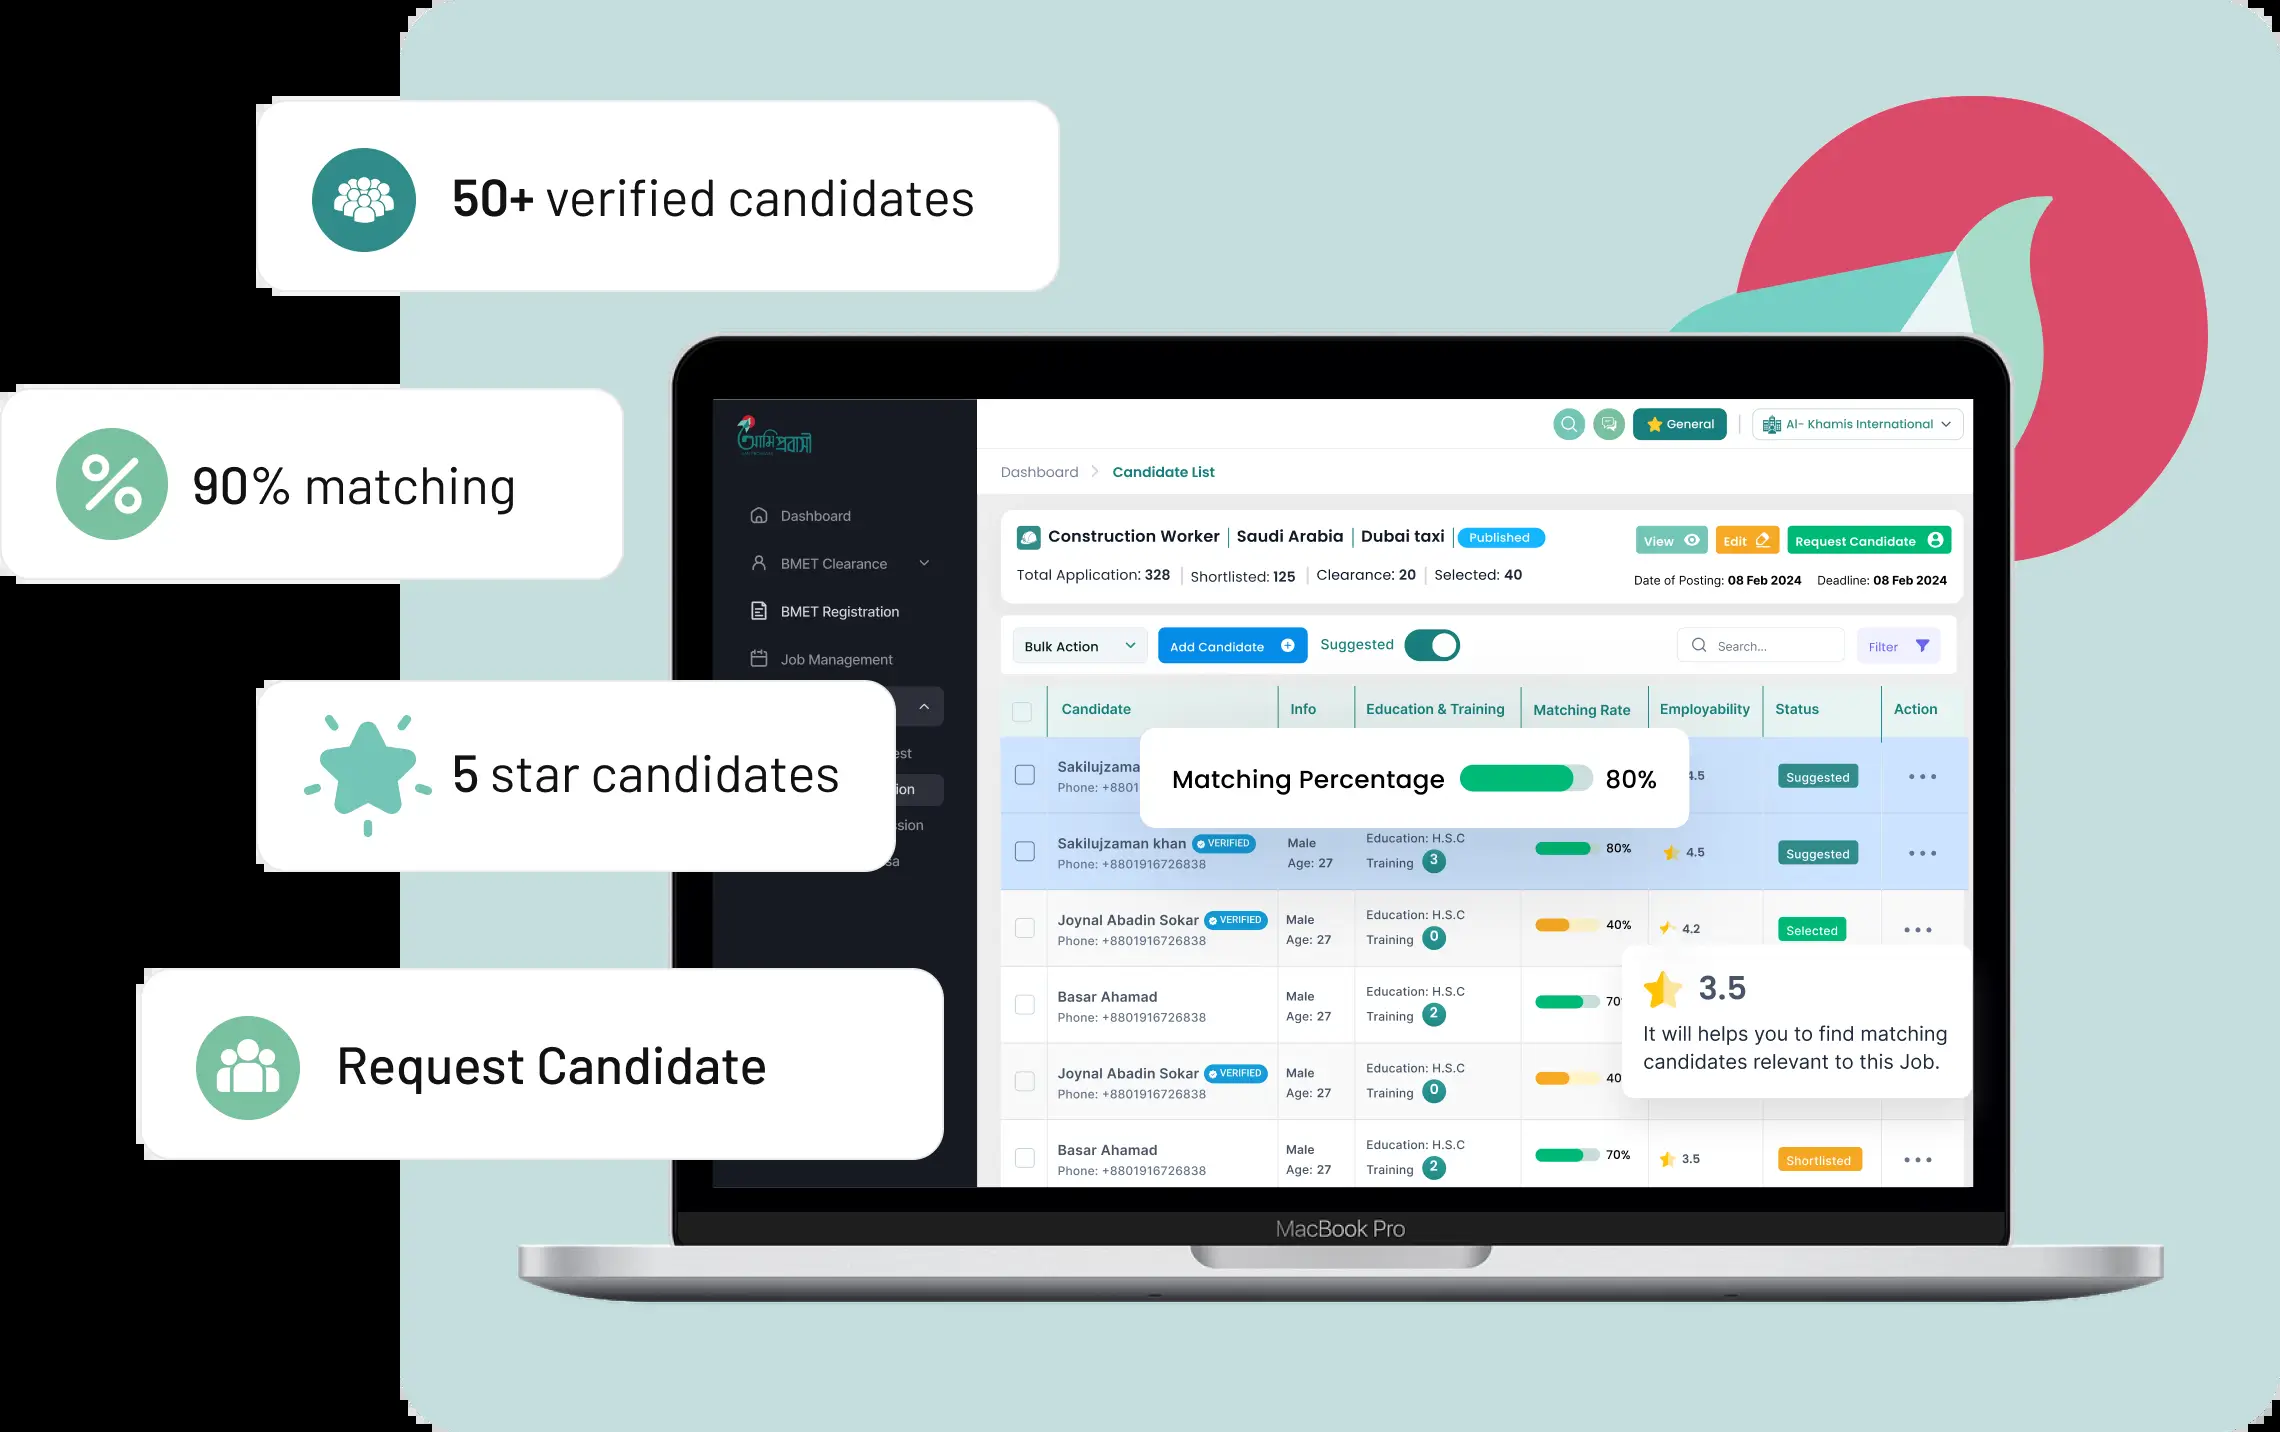 50+ verified candidates
90% matching
5 star candidates
Request Candidate
আমি প্রবাসী
General
Al- Khamis International
Dashboard
Candidate List
Dashboard
BMET Clearance
BMET Registration
Job Management
est
ion
ssion
sa
Construction Worker | Saudi Arabia | Dubai taxi | Published
View Edit Request Candidate
Total Application: 328 | Shortlisted: 125 | Clearance: 20 | Selected: 40
Date of Posting: 08 Feb 2024 Deadline: 08 Feb 2024
Bulk Action Add Candidate Suggested Search... Filter
Candidate Info Education & Training Matching Rate Employability Status Action
Sakilujzama 4.5 Suggested
Phone: +8801
Matching Percentage 80%
Sakilujzaman khan VERIFIED Male Education: H.S.C 80% 4.5 Suggested
Phone: +8801916726838 Age: 27 Training 3
Joynal Abadin Sokar VERIFIED Male Education: H.S.C 40% 4.2 Selected
Phone: +8801916726838 Age: 27 Training 0
Basar Ahamad Male Education: H.S.C 70
Phone: +8801916726838 Age: 27 Training 2
3.5
It will helps you to find matching
candidates relevant to this Job.
Joynal Abadin Sokar VERIFIED Male Education: H.S.C 40
Phone: +8801916726838 Age: 27 Training 0
Basar Ahamad Male Education: H.S.C 70% 3.5 Shortlisted
Phone: +8801916726838 Age: 27 Training 2
MacBook Pro